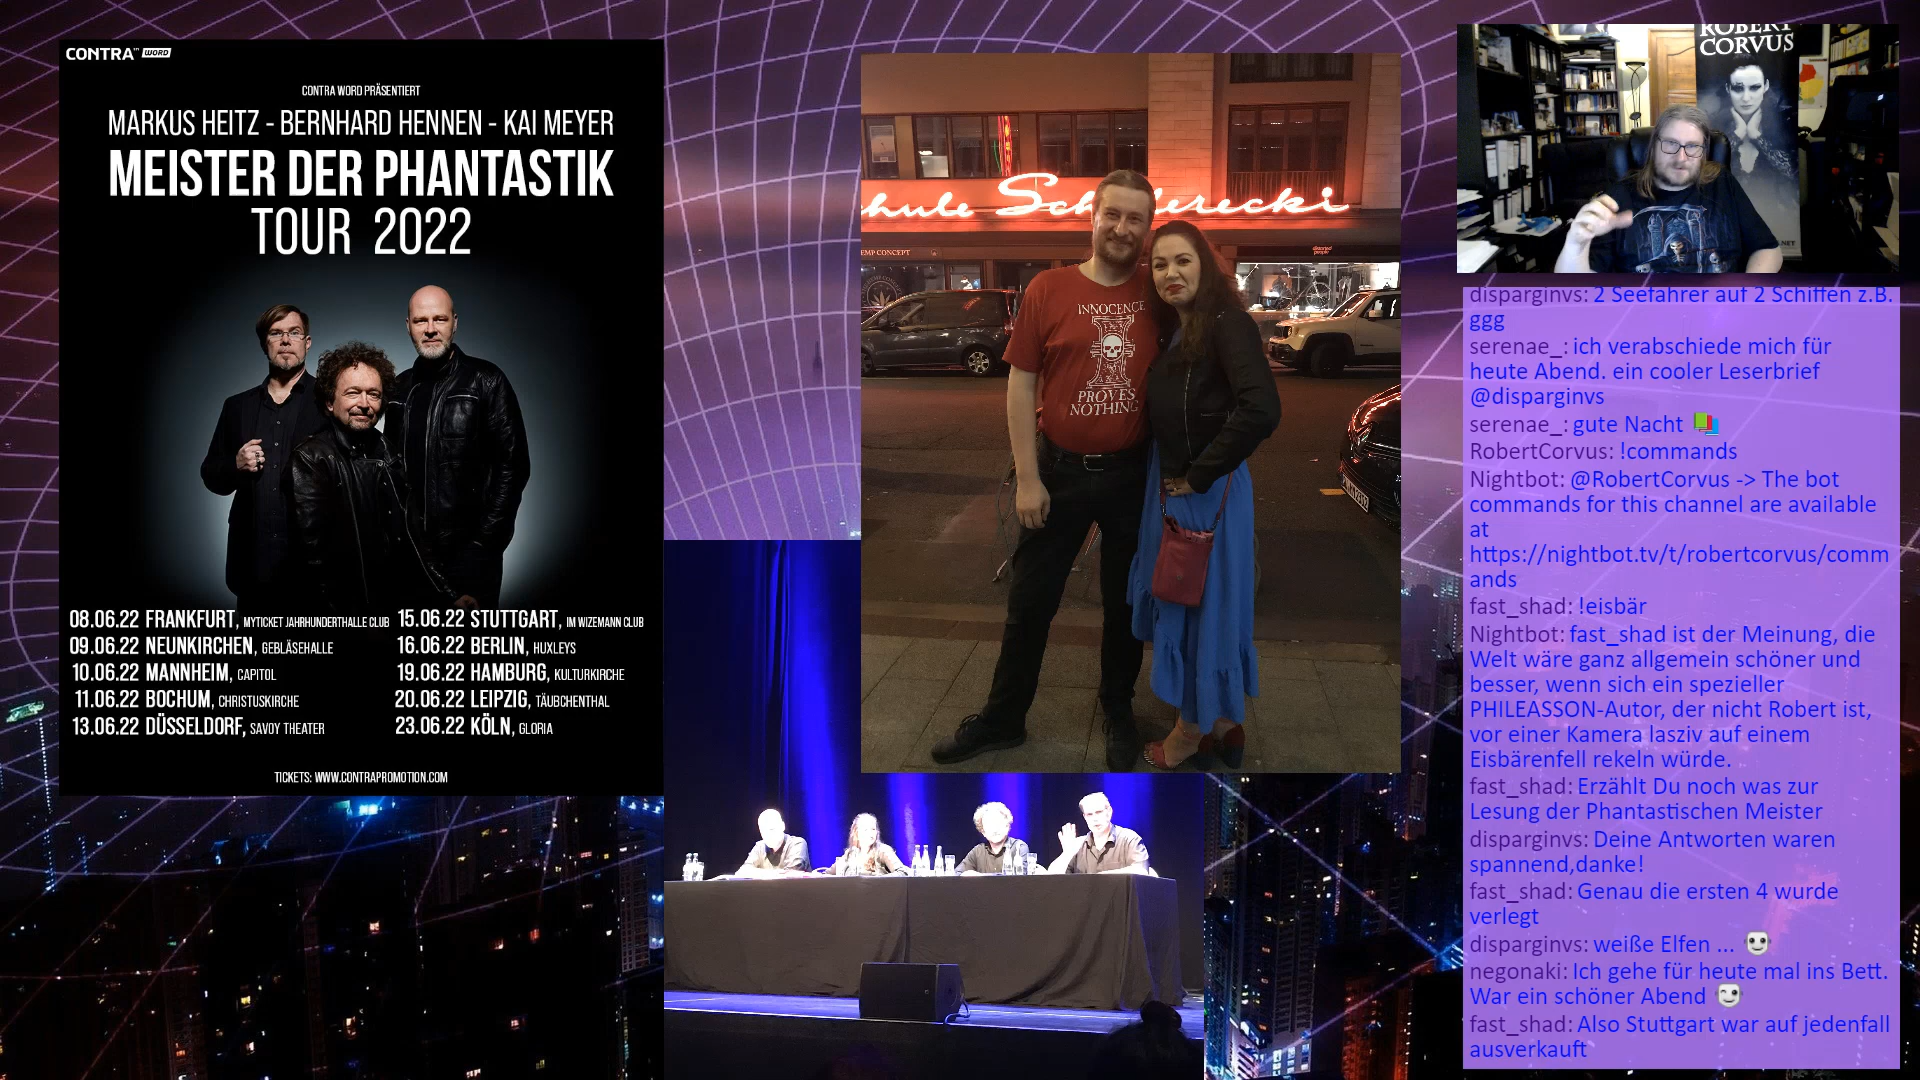 CONTRA™ WORD
CONTRA WORD PRÄSENTIERT
MARKUS HEITZ - BERNHARD HENNEN - KAI MEYER
MEISTER DER PHANTASTIK
TOUR 2022
08.06.22 FRANKFURT, MYTICKET JAHRHUNDERTHALLE CLUB
09.06.22 NEUNKIRCHEN, GEBLÄSEHALLE
10.06.22 MANNHEIM, CAPITOL
11.06.22 BOCHUM, CHRISTUSKIRCHE
13.06.22 DÜSSELDORF, SAVOY THEATER
15.06.22 STUTTGART, IM WIZEMANN CLUB
16.06.22 BERLIN, HUXLEYS
19.06.22 HAMBURG, KULTURKIRCHE
20.06.22 LEIPZIG, TÄUBCHENTHAL
23.06.22 KÖLN, GLORIA
TICKETS: WWW.CONTRAPROMOTION.COM
INNOCENCE
PROVES
NOTHING
ROBERT
CORVUS
disparginvs: 2 Seefahrer auf 2 Schiffen z.B.
ggg
serenae_: ich verabschiede mich für
heute Abend. ein cooler Leserbrief
@disparginvs
serenae_: gute Nacht
RobertCorvus: !commands
Nightbot: @RobertCorvus -> The bot
commands for this channel are available
at
https://nightbot.tv/t/robertcorvus/comm
ands
fast_shad: !eisbär
Nightbot: fast_shad ist der Meinung, die
Welt wäre ganz allgemein schöner und
besser, wenn sich ein spezieller
PHILEASSON-Autor, der nicht Robert ist,
vor einer Kamera lasziv auf einem
Eisbärenfell rekeln würde.
fast_shad: Erzählt Du noch was zur
Lesung der Phantastischen Meister
disparginvs: Deine Antworten waren
spannend,danke!
fast_shad: Genau die ersten 4 wurde
verlegt
disparginvs: weiße Elfen ...
negonaki: Ich gehe für heute mal ins Bett.
War ein schöner Abend
fast_shad: Also Stuttgart war auf jedenfall
ausverkauft